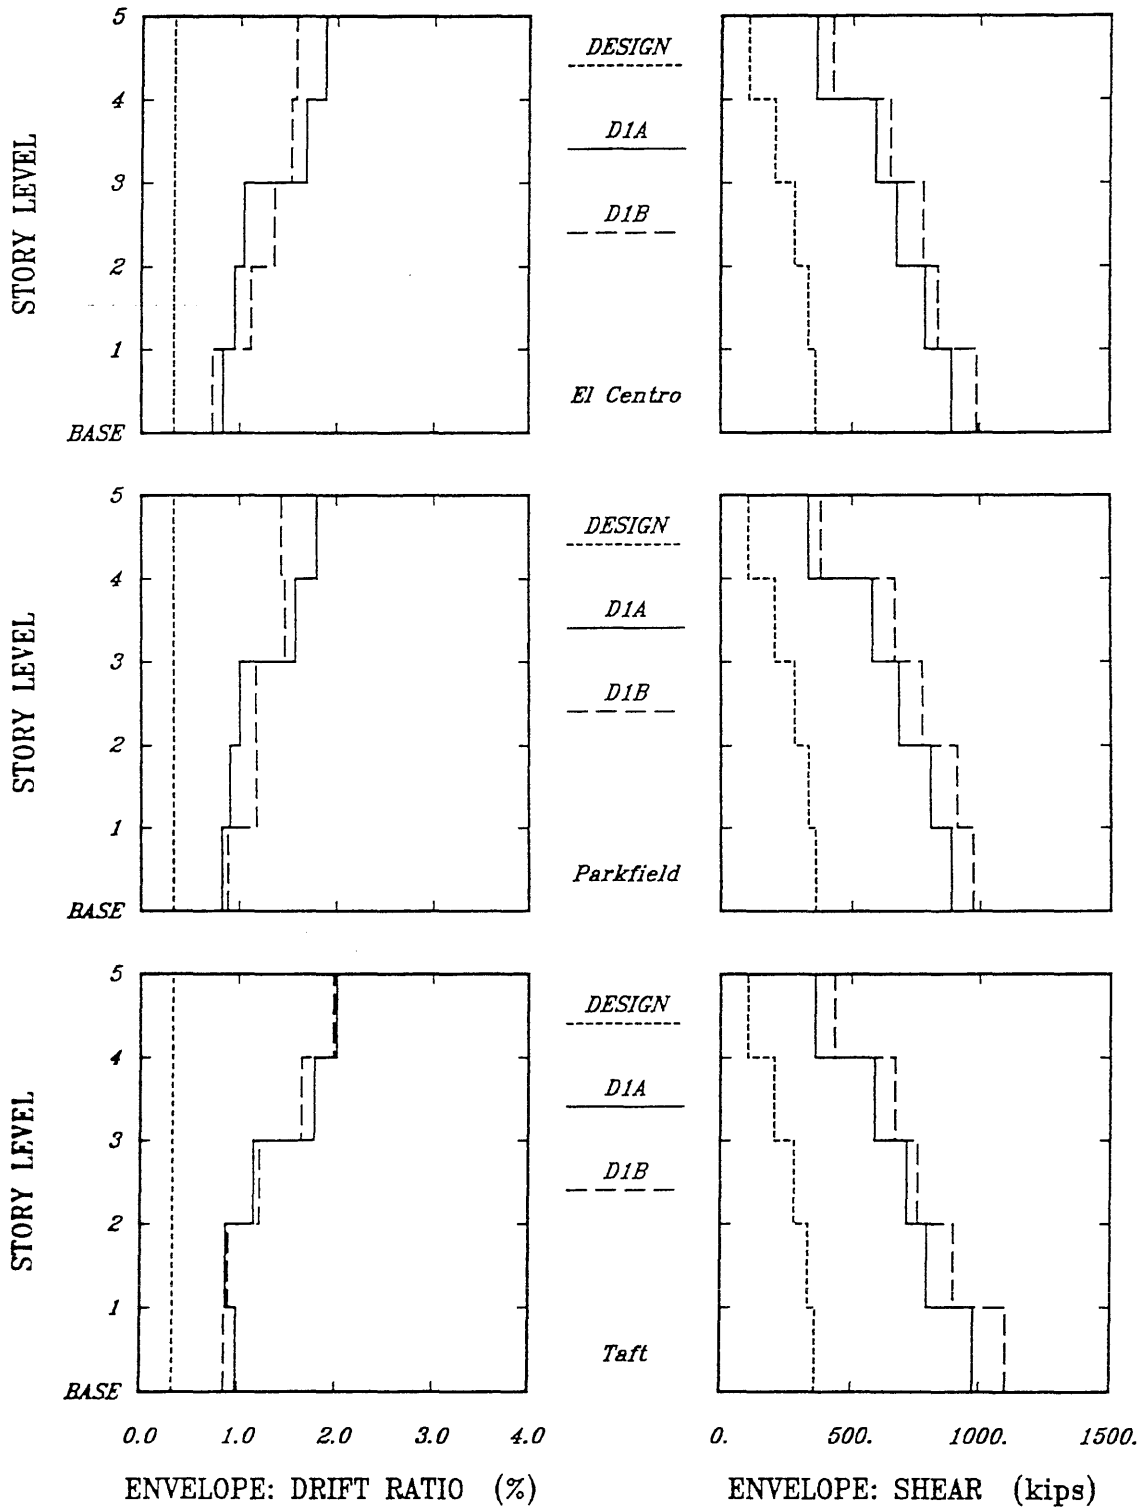 5
4
3
2
1
BASE
STORY LEVEL
DESIGN
D1A
D1B
El Centro
5
4
3
2
1
BASE
STORY LEVEL
DESIGN
D1A
D1B
Parkfield
5
4
3
2
1
BASE
STORY LEVEL
DESIGN
D1A
D1B
Taft
0.0 1.0 2.0 3.0 4.0
ENVELOPE: DRIFT RATIO (%)
0. 500. 1000. 1500.
ENVELOPE: SHEAR (kips)